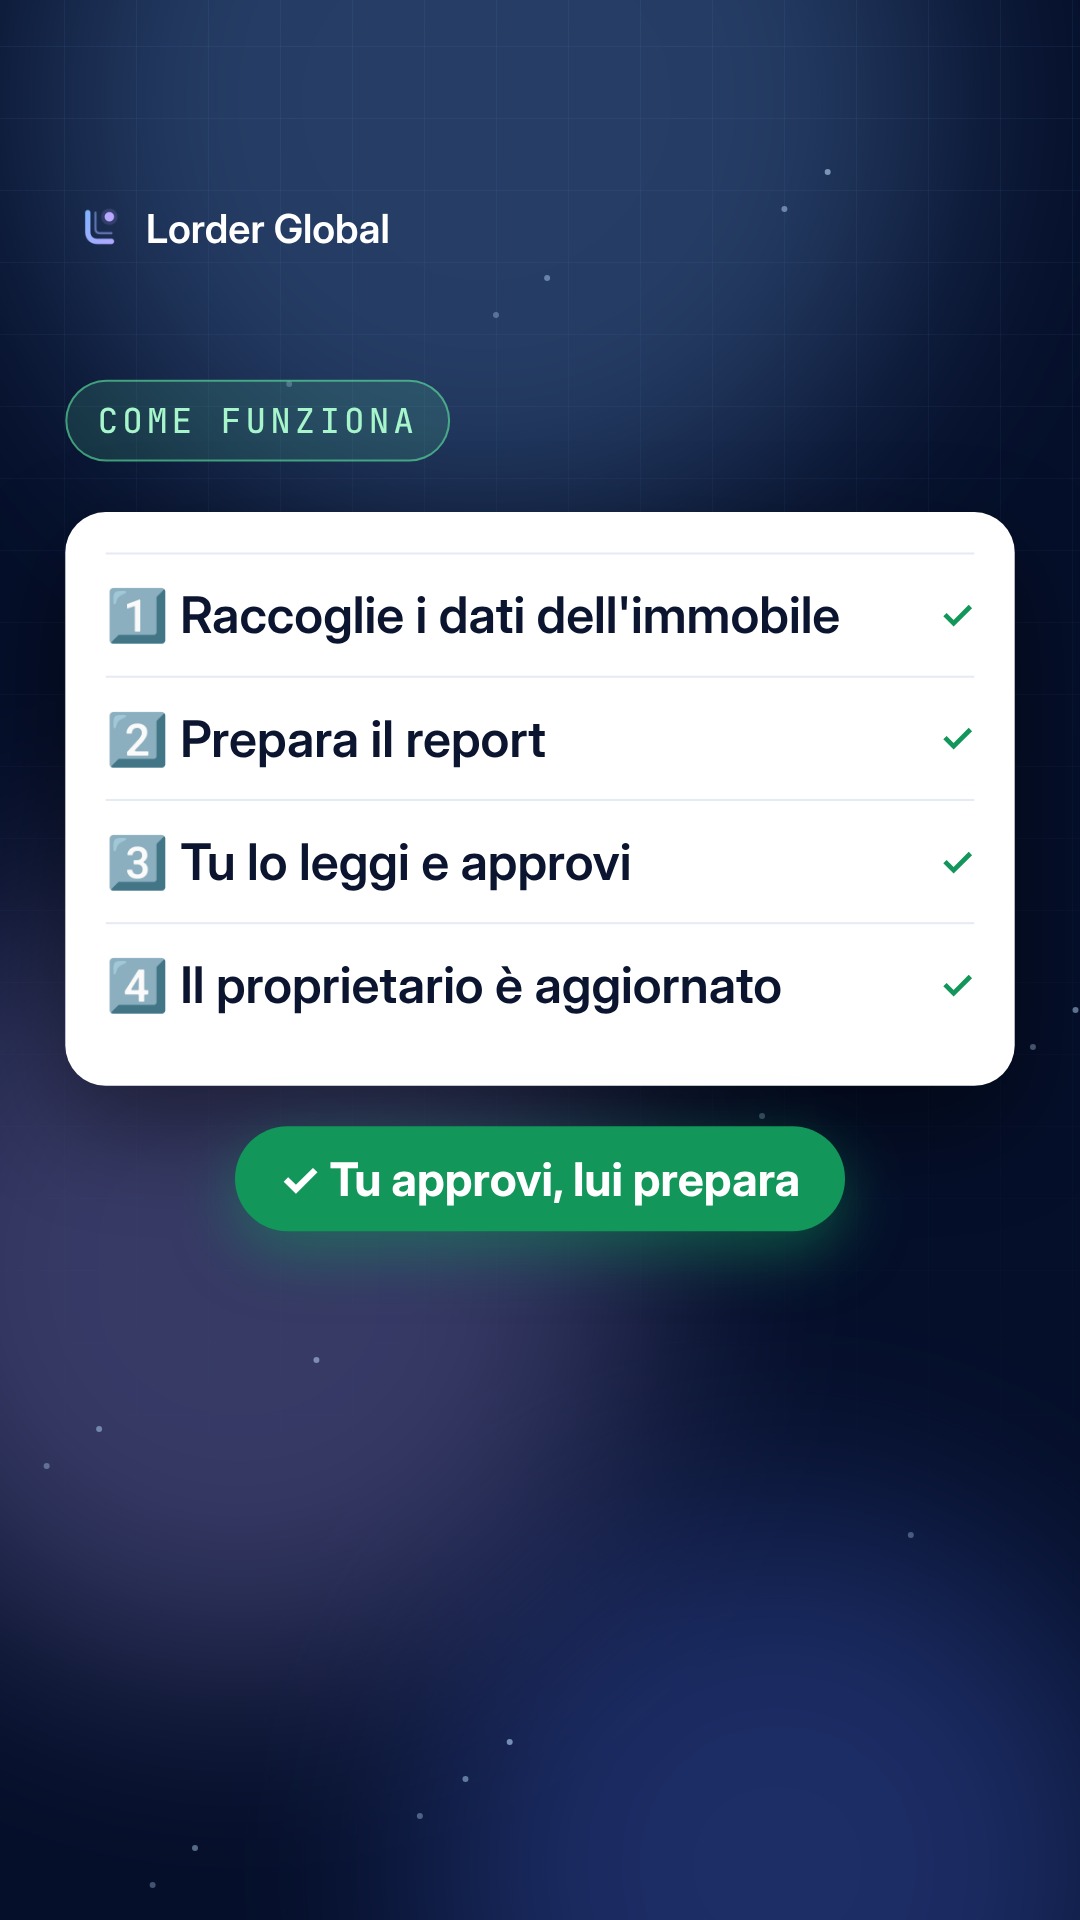 Lorder Global
COME FUNZIONA
1️⃣ Raccoglie i dati dell'immobile ✓
2️⃣ Prepara il report ✓
3️⃣ Tu lo leggi e approvi ✓
4️⃣ Il proprietario è aggiornato ✓
✓ Tu approvi, lui prepara